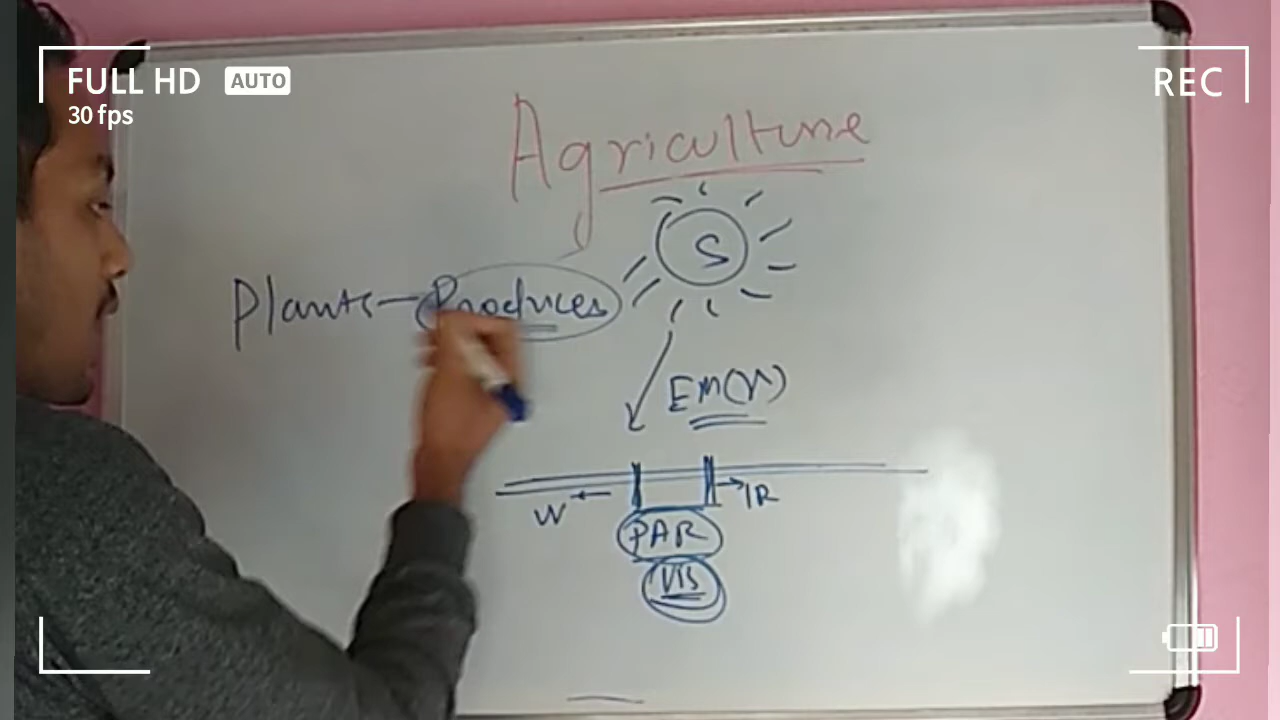 FULL HD AUTO
30 fps
REC
Agriculture
S
Plants - Produces
EM(r)
W
IR
PAR
VIS